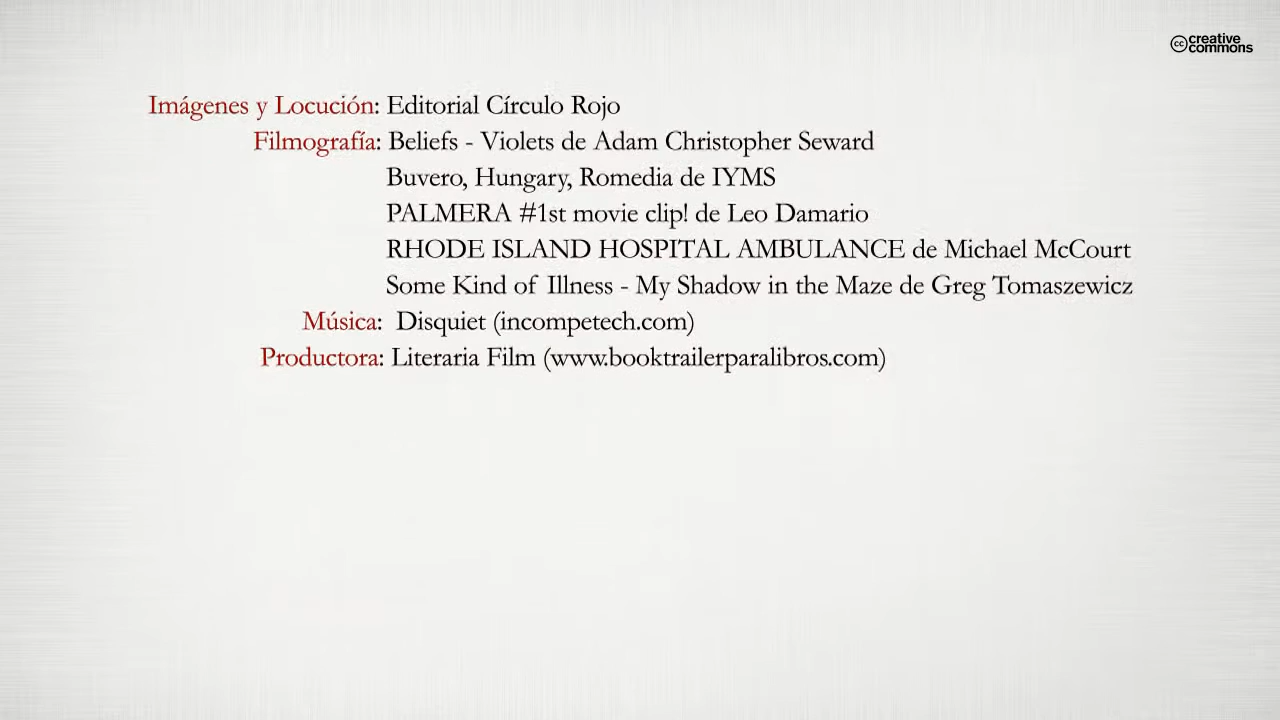 cc creative
commons
Imágenes y Locución: Editorial Círculo Rojo
Filmografía: Beliefs - Violets de Adam Christopher Seward
Buvero, Hungary, Romedia de IYMS
PALMERA #1st movie clip! de Leo Damario
RHODE ISLAND HOSPITAL AMBULANCE de Michael McCourt
Some Kind of Illness - My Shadow in the Maze de Greg Tomaszewicz
Música: Disquiet (incompetech.com)
Productora: Literaria Film (www.booktrailerparalibros.com)